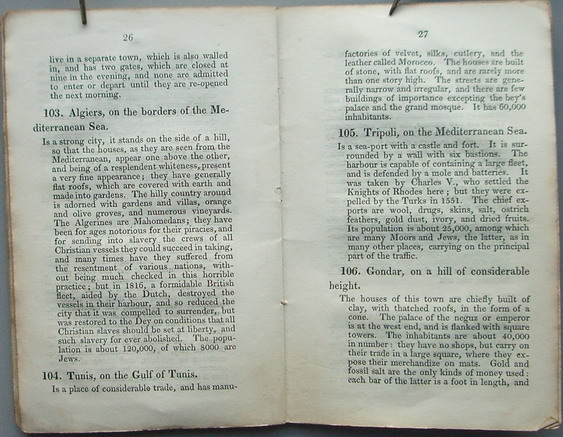 26
live in a separate town, which is also walled
in, and has two gates, which are closed at
nine in the evening, and none are admitted
to enter or depart until they are re-opened
the next morning.
103. Algiers, on the borders of the Me-
diterranean Sea.
Is a strong city, it stands on the side of a hill,
so that the houses, as they are seen from the
Mediterranean, appear one above the other,
and being of a resplendent whiteness, present
a very fine appearance; they have generally
flat roofs, which are covered with earth and
made into gardens. The hilly country around
is adorned with gardens and villas, orange
and olive groves, and numerous vineyards.
The Algerines are Mahometans; they have
been for ages notorious for their piracies, and
for sending into slavery the crews of all
Christian vessels they could succeed in taking,
and many times have they suffered from
the resentment of various nations, with-
out being much checked in this horrible
practice; but in 1816, a formidable British
fleet, aided by the Dutch, destroyed the
vessels in their harbour, and so reduced the
city that it was compelled to surrender, but
was restored to the Dey on conditions that all
Christian slaves should be set at liberty, and
such slavery for ever abolished. The popu-
lation is about 120,000, of which 8000 are
Jews.
104. Tunis, on the Gulf of Tunis.
Is a place of considerable trade, and has manu-
27
factories of velvet, silks, cutlery, and the
leather called Morocco. The houses are built
of stone, with flat roofs, and are rarely more
than one story high. The streets are gene-
rally narrow and irregular, and there are few
buildings of importance excepting the bey's
palace and the grand mosque. It has 60,000
inhabitants.
105. Tripoli, on the Mediterranean Sea.
Is a sea-port with a castle and fort. It is sur-
rounded by a wall with six bastions. The
harbour is capable of containing a large fleet,
and is defended by a mole and batteries. It
was taken by Charles V., who settled the
Knights of Rhodes here; but they were ex-
pelled by the Turks in 1551. The chief ex-
ports are wool, drugs, skins, salt, ostrich
feathers, gold dust, ivory, and dried fruits.
Its population is about 25,000, among which
are many Moors and Jews, the latter, as in
many other places, carrying on the principal
part of the traffic.
106. Gondar, on a hill of considerable
height.
The houses of this town are chiefly built of
clay, with thatched roofs, in the form of a
cone. The palace of the negus or emperor
is at the west end, and is flanked with square
towers. The inhabitants are about 40,000
in number: they have no shops, but carry on
their trade in a large square, where they ex-
pose their merchandize on mats. Gold and
fossil salt are the only kinds of money used:
each bar of the latter is a foot in length, and